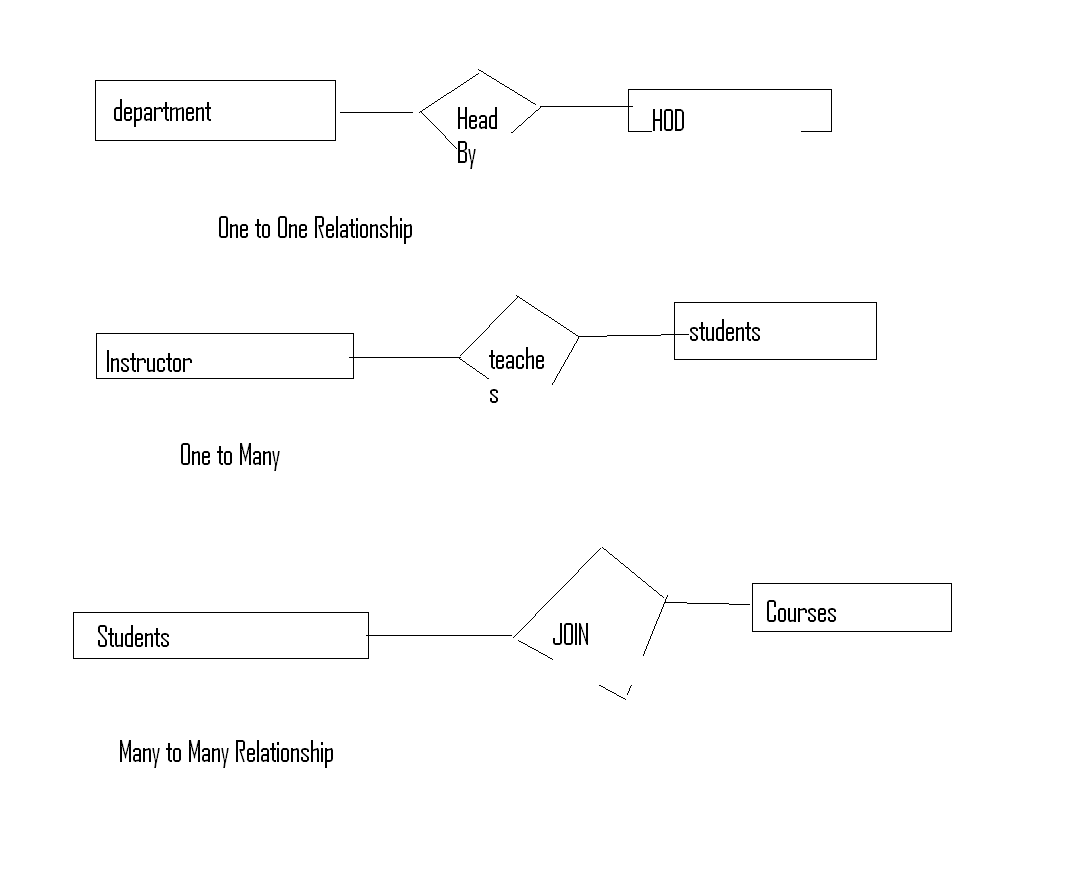 department
Head
By
HOD
One to One Relationship
Instructor
teache
s
students
One to Many
Students
JOIN
Courses
Many to Many Relationship